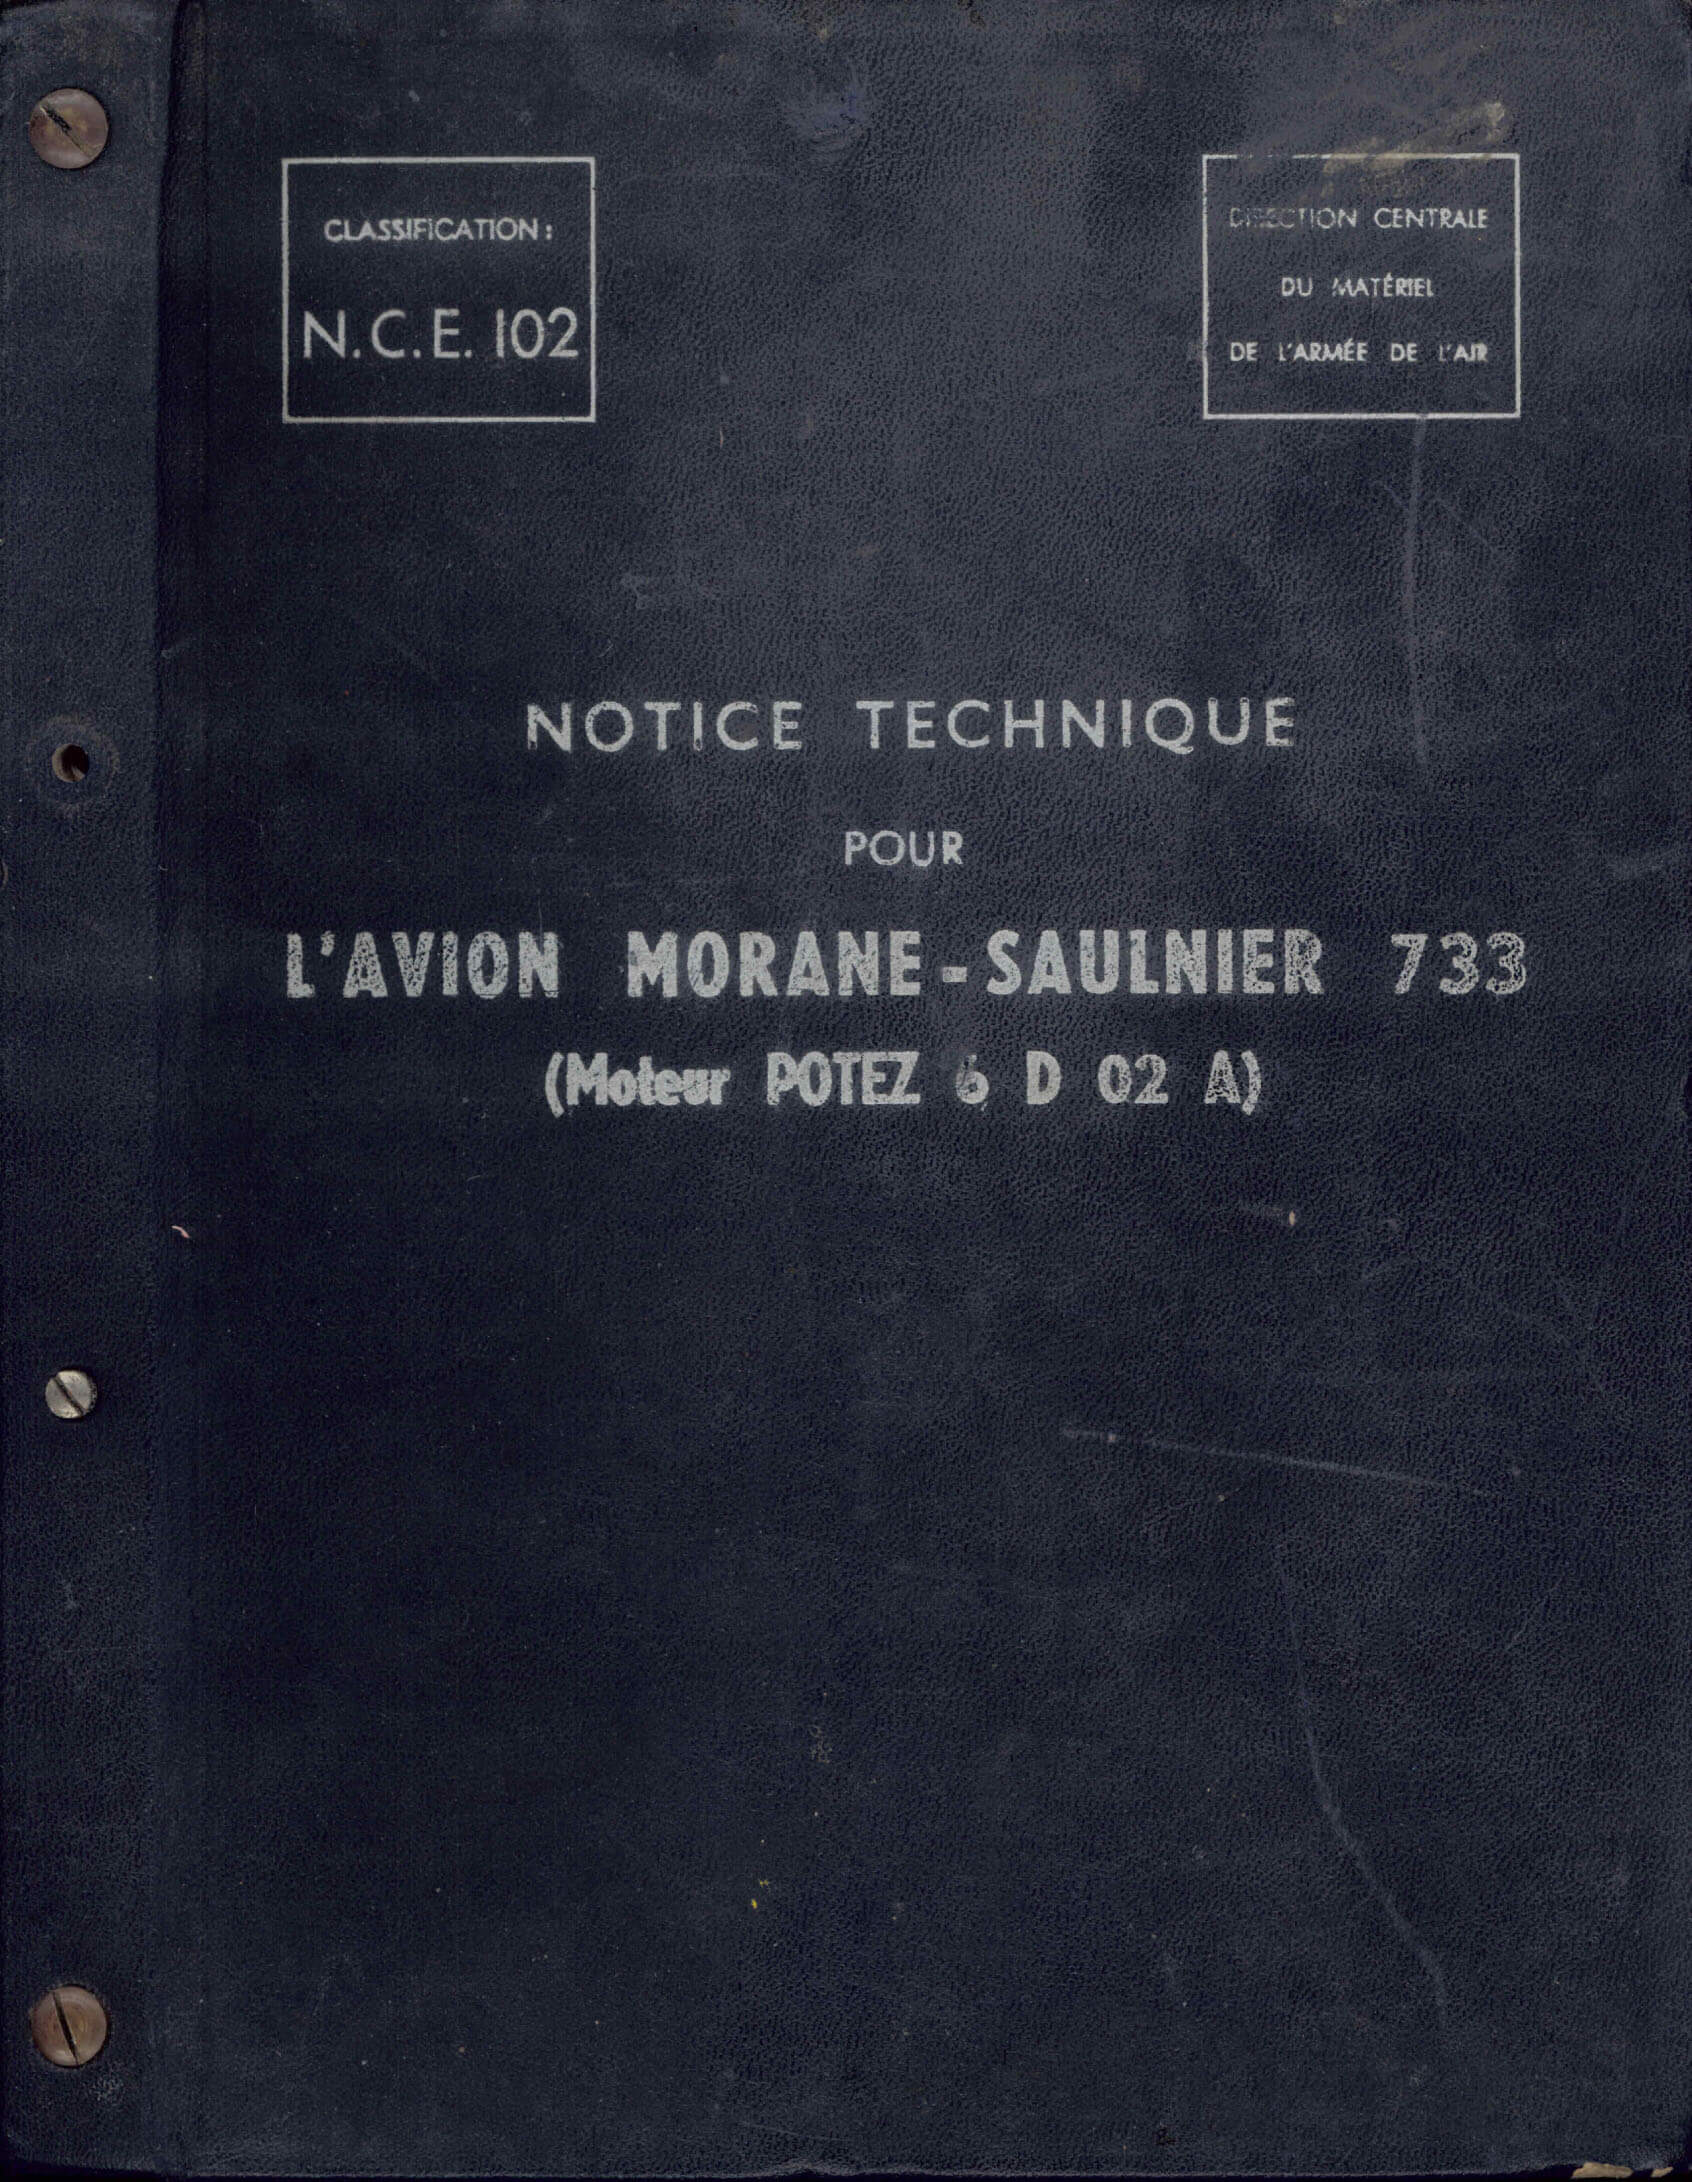 CLASSIFICATION :
N.C.E. 102
DIRECTION CENTRALE
DU MATÉRIEL
DE L'ARMÉE DE L'AIR
NOTICE TECHNIQUE
POUR
L'AVION MORANE-SAULNIER 733
(Moteur POTEZ 6 D 02 A)